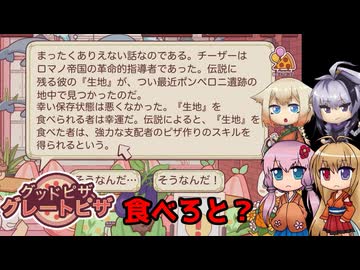 まったくありえない話なのである。チーザーは
ロマノ帝国の革命的指導者であった。伝説に
残る彼の『生地』が、つい最近ポンペロニ遺跡の
地中で見つかったのだ。
幸い保存状態は悪くなかった。『生地』を
食べられる者は幸運だ。伝説によると、『生地』を
食べた者は、強力な支配者のピザ作りのスキルを
得られるという。
そうなんだ…
そうなんだ！
グッドピザ
グレートピザ
食べろと？